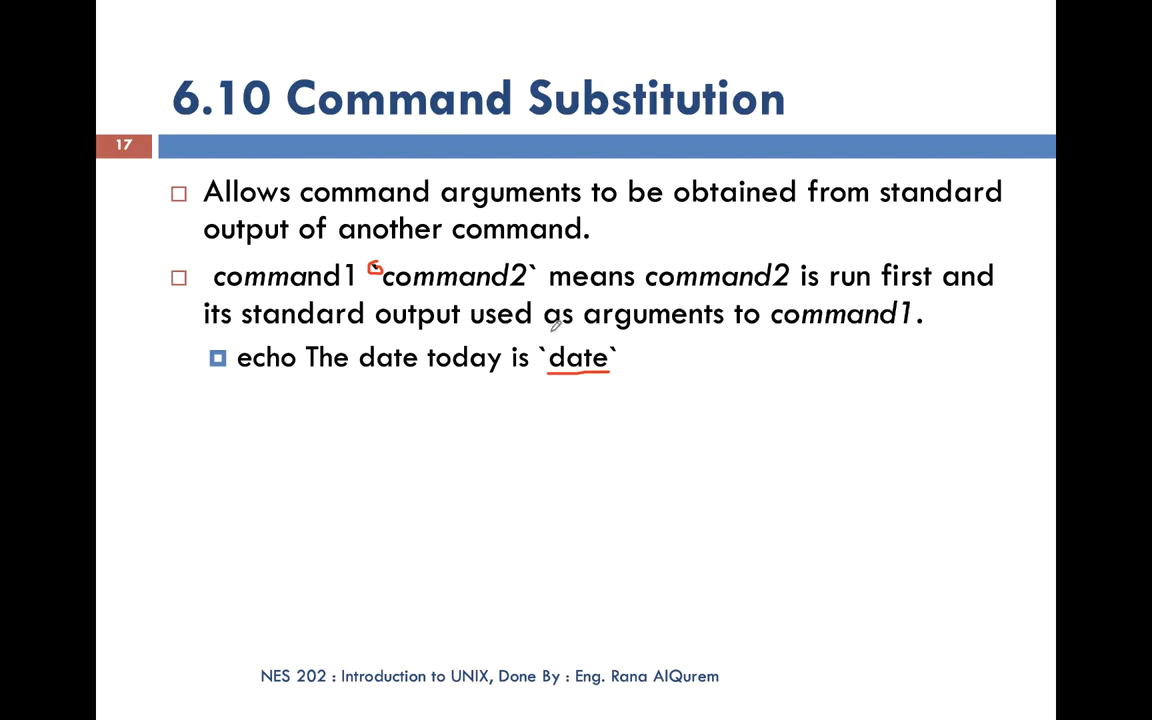 6.10 Command Substitution
17
Allows command arguments to be obtained from standard
output of another command.
command1 `command2` means command2 is run first and
its standard output used as arguments to command1.
echo The date today is `date`
NES 202 : Introduction to UNIX, Done By : Eng. Rana AlQurem